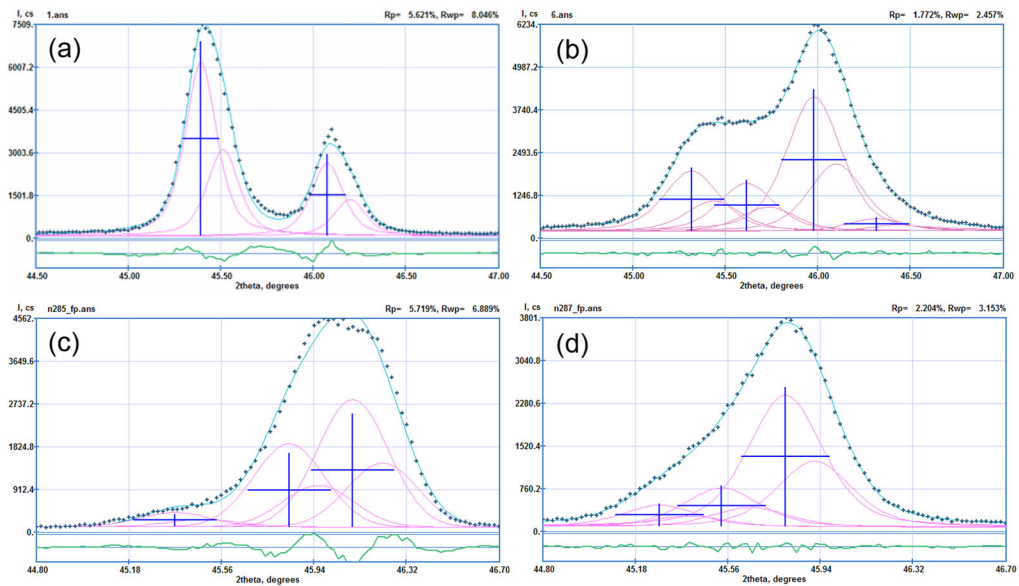 I, cs 1.ans Rp= 5.621%, Rwp= 8.046%
7509.
(a)
6007.2
4505.4
3003.6
1501.8
0.
44.50 45.00 45.50 46.00 46.50 47.00
2theta, degrees
I, cs 6.ans Rp= 1.772%, Rwp= 2.457%
6234.
(b)
4987.2
3740.4
2493.6
1246.8
0.
44.50 45.00 45.50 46.00 46.50 47.00
2theta, degrees
I, cs n285_fp.ans Rp= 5.719%, Rwp= 6.889%
4562.
(c)
3649.6
2737.2
1824.8
912.4
0.
44.80 45.18 45.56 45.94 46.32 46.70
2theta, degrees
I, cs n287_fp.ans Rp= 2.204%, Rwp= 3.153%
3801.
(d)
3040.8
2280.6
1520.4
760.2
0.
44.80 45.18 45.56 45.94 46.32 46.70
2theta, degrees